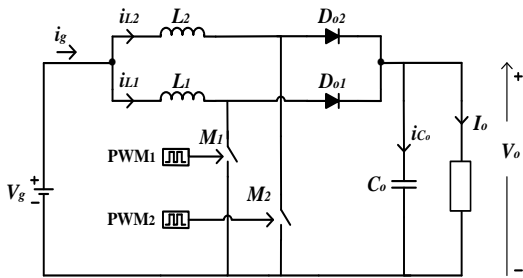 i_L2 L_2 D_o2
i_g
i_L1 L_1 D_o1
M_1 i_Co I_o
PWM_1 V_o
V_g + − M_2 C_o
PWM_2
+
−